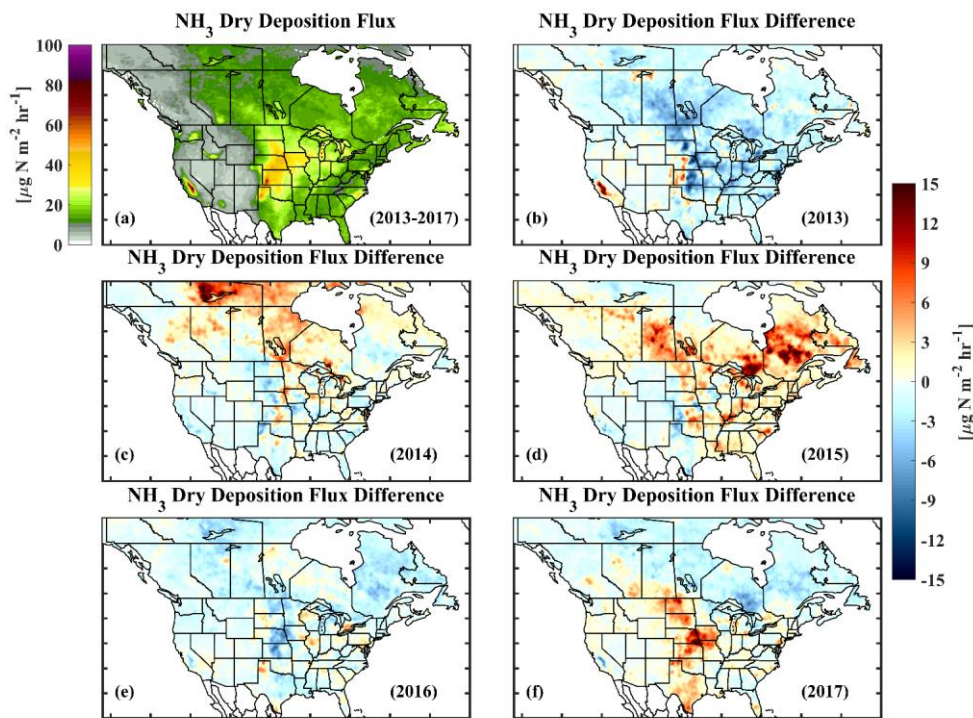 NH3 Dry Deposition Flux
NH3 Dry Deposition Flux Difference
100
80
60
40
20
0
[µg N m-2 hr-1]
(a)
(2013-2017)
(b)
(2013)
NH3 Dry Deposition Flux Difference
NH3 Dry Deposition Flux Difference
(c)
(2014)
(d)
(2015)
NH3 Dry Deposition Flux Difference
NH3 Dry Deposition Flux Difference
(e)
(2016)
(f)
(2017)
15
12
9
6
3
0
-3
-6
-9
-12
-15
[µg N m-2 hr-1]